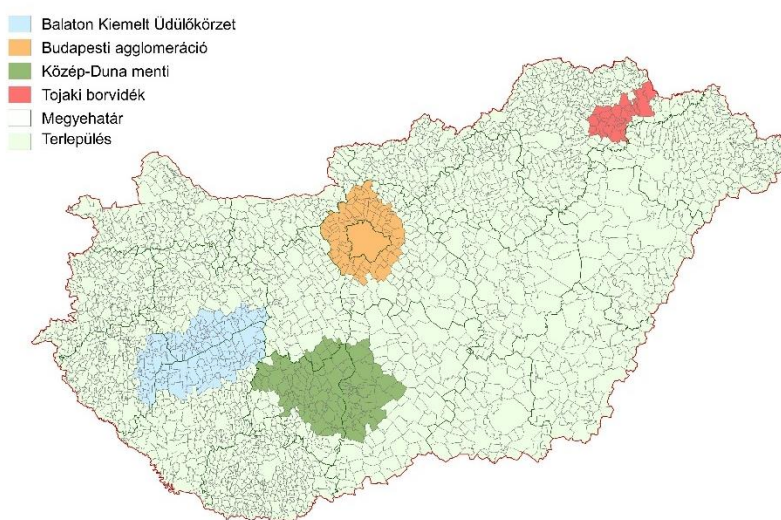 Balaton Kiemelt Üdülőkörzet
Budapesti agglomeráció
Közép-Duna menti
Tojaki borvidék
Megyehatár
Terlepülés